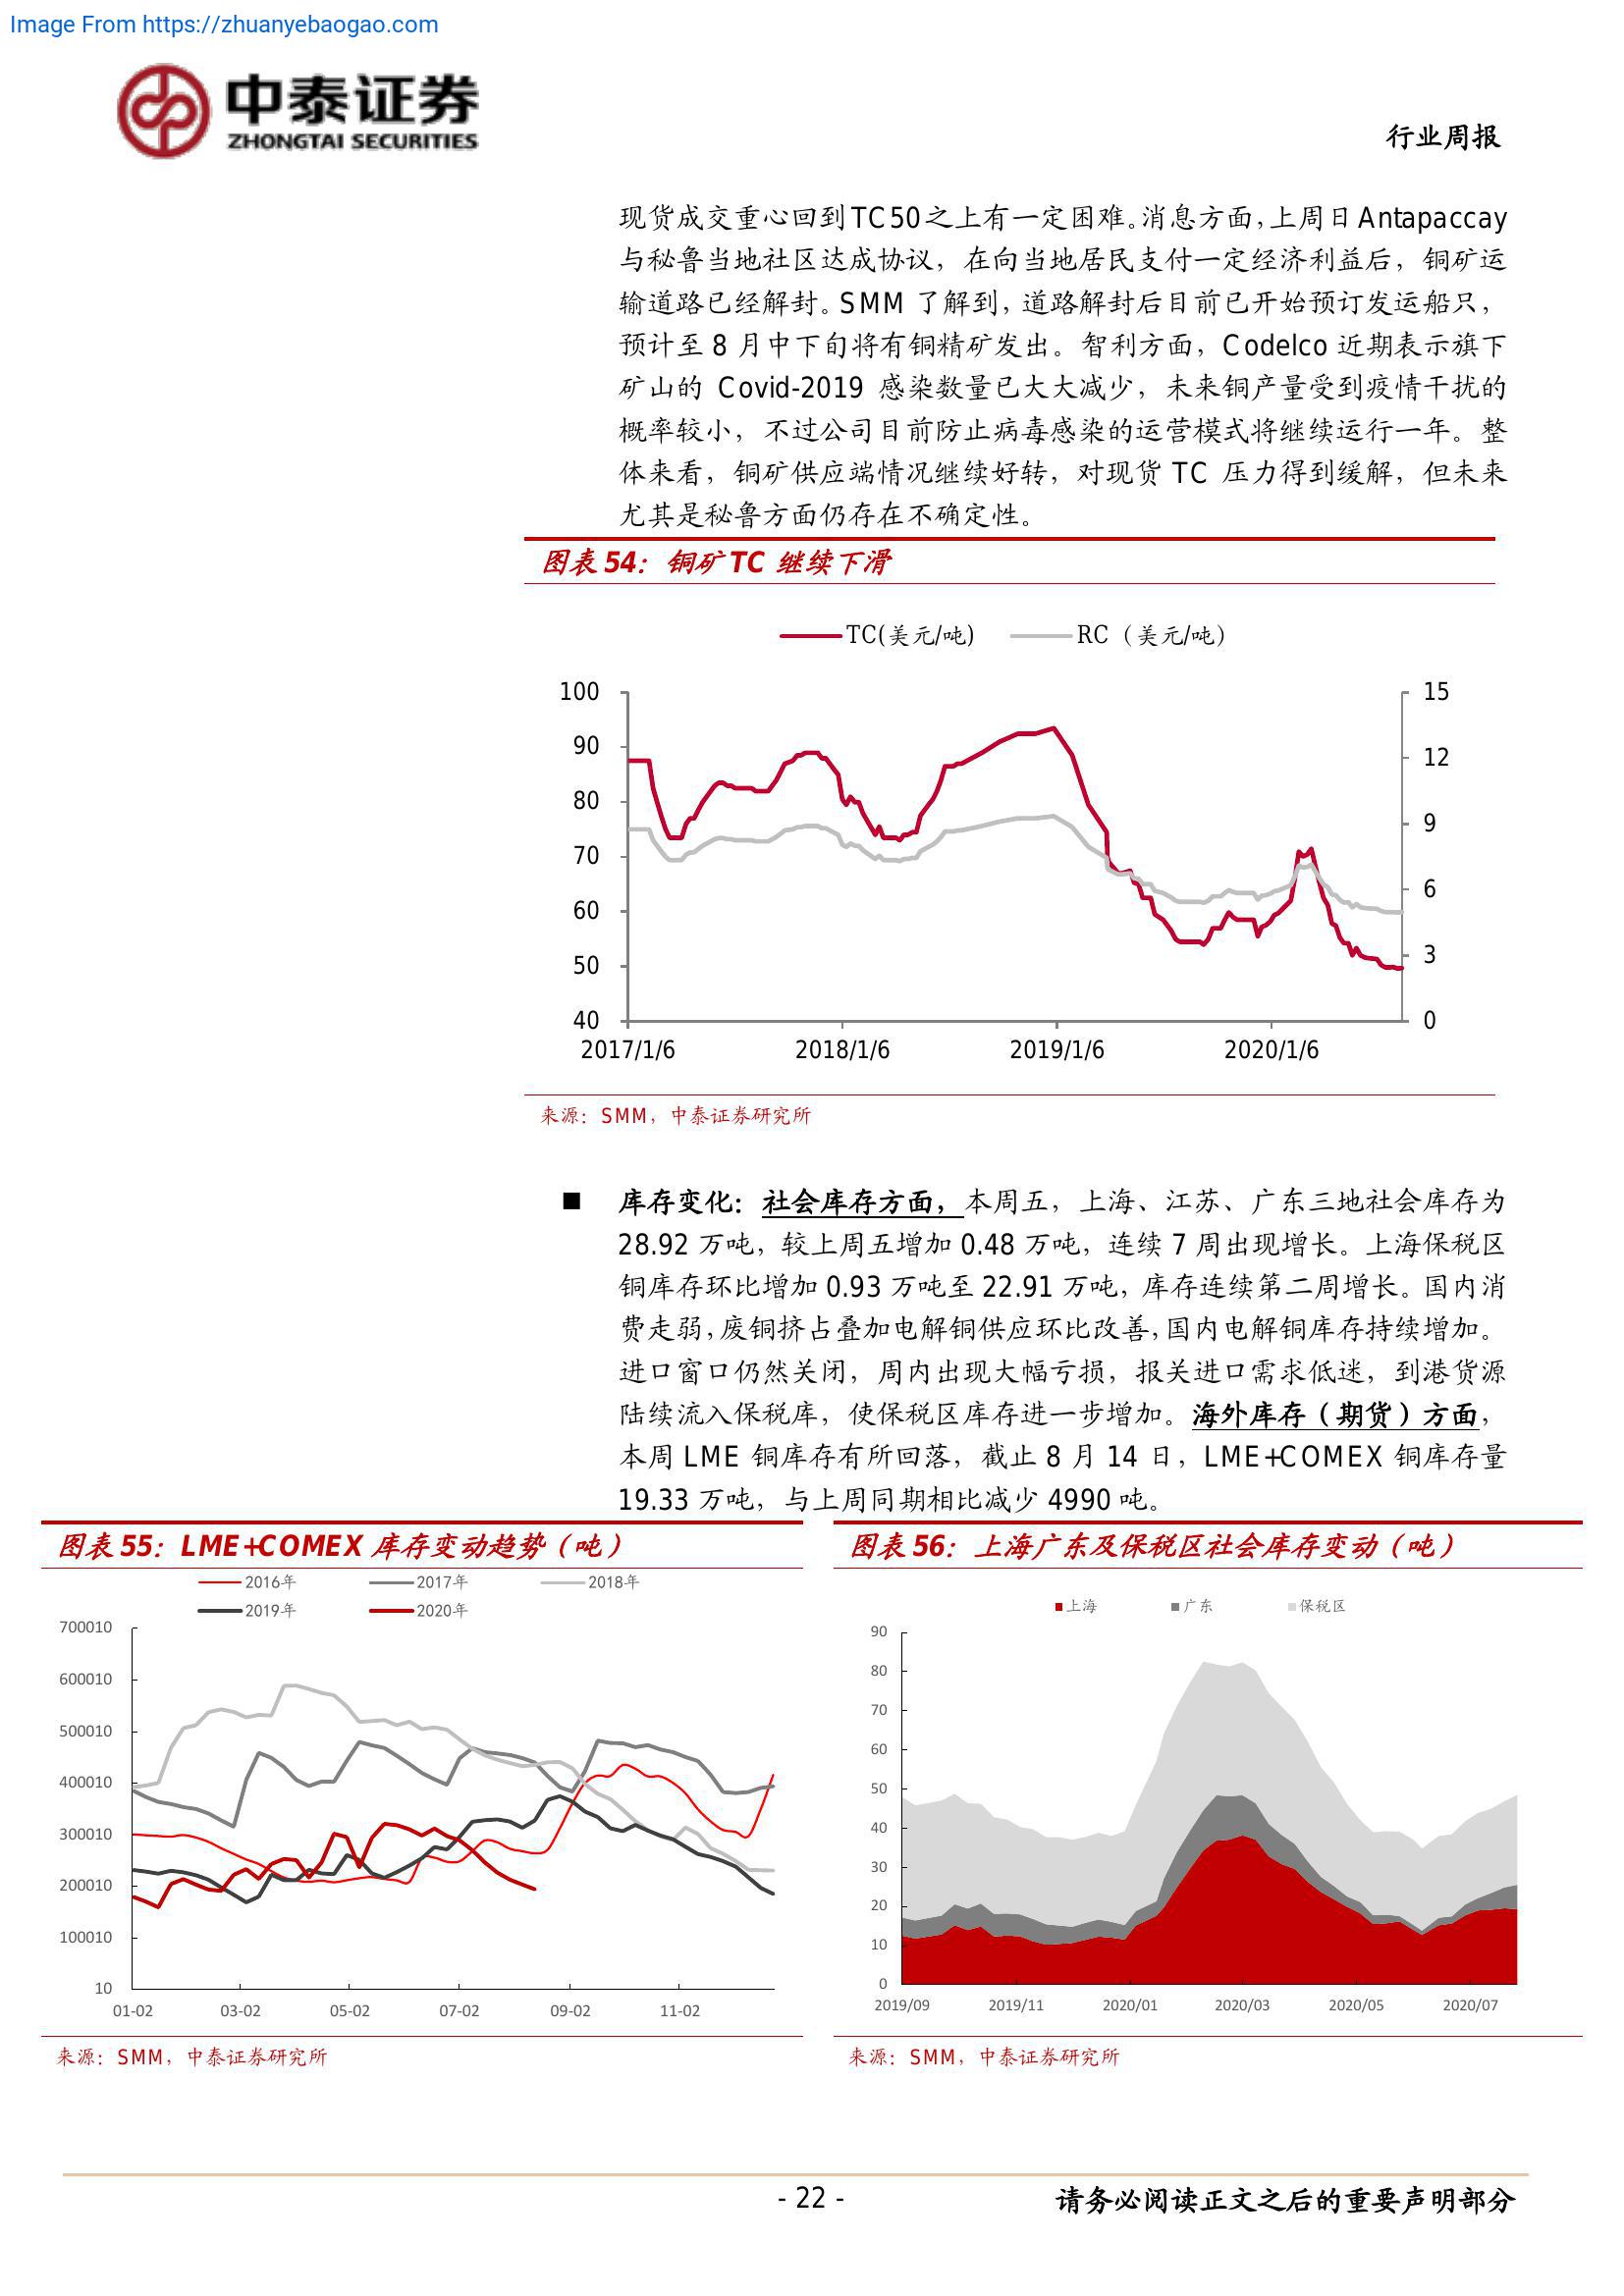 Image From https://zhuanyebaogao.com
中泰证券
ZHONGTAI SECURITIES
行业周报
现货成交重心回到TC50之上有一定困难。消息方面，上周日 Antapaccay
与秘鲁当地社区达成协议，在向当地居民支付一定经济利益后，铜矿运
输道路已经解封。SMM 了解到，道路解封后目前已开始预订发运船只，
预计至 8 月中下旬将有铜精矿发出。智利方面，Codelco 近期表示旗下
矿山的 Covid-2019 感染数量已大大减少，未来铜产量受到疫情干扰的
概率较小，不过公司目前防止病毒感染的运营模式将继续运行一年。整
体来看，铜矿供应端情况继续好转，对现货 TC 压力得到缓解，但未来
尤其是秘鲁方面仍存在不确定性。
图表 54：铜矿 TC 继续下滑
TC(美元/吨) RC（美元/吨）
100 15
90 12
80 9
70 6
60 3
50 0
40
2017/1/6 2018/1/6 2019/1/6 2020/1/6
来源：SMM，中泰证券研究所
■ 库存变化：社会库存方面，本周五，上海、江苏、广东三地社会库存为
28.92 万吨，较上周五增加 0.48 万吨，连续 7 周出现增长。上海保税区
铜库存环比增加 0.93 万吨至 22.91 万吨，库存连续第二周增长。国内消
费走弱，废铜挤占叠加电解铜供应环比改善，国内电解铜库存持续增加。
进口窗口仍然关闭，周内出现大幅亏损，报关进口需求低迷，到港货源
陆续流入保税库，使保税区库存进一步增加。海外库存（期货）方面，
本周 LME 铜库存有所回落，截止 8 月 14 日，LME+COMEX 铜库存量
19.33 万吨，与上周同期相比减少 4990 吨。
图表 55：LME+COMEX 库存变动趋势（吨）
2016年 2017年 2018年
2019年 2020年
700010
600010
500010
400010
300010
200010
100010
10
01-02 03-02 05-02 07-02 09-02 11-02
来源：SMM，中泰证券研究所
图表 56：上海广东及保税区社会库存变动（吨）
上海 广东 保税区
90
80
70
60
50
40
30
20
10
0
2019/09 2019/11 2020/01 2020/03 2020/05 2020/07
来源：SMM，中泰证券研究所
- 22 -
请务必阅读正文之后的重要声明部分